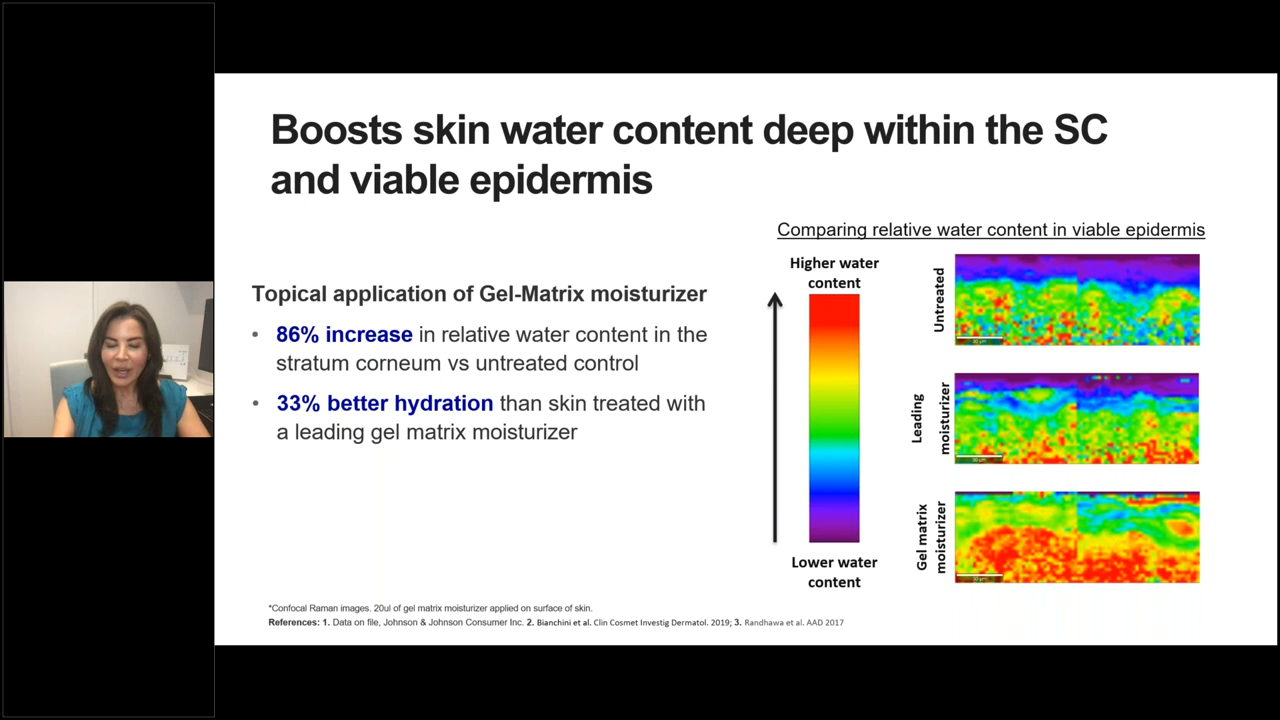 Boosts skin water content deep within the SC
and viable epidermis
Topical application of Gel-Matrix moisturizer
• 86% increase in relative water content in the
stratum corneum vs untreated control
• 33% better hydration than skin treated with
a leading gel matrix moisturizer
Comparing relative water content in viable epidermis
Higher water
content
Lower water
content
Untreated
Leading
moisturizer
Gel matrix
moisturizer
*Confocal Raman images. 20ul of gel matrix moisturizer applied on surface of skin.
References: 1. Data on file, Johnson & Johnson Consumer Inc. 2. Bianchini et al. Clin Cosmet Investig Dermatol. 2019; 3. Randhawa et al. AAD 2017